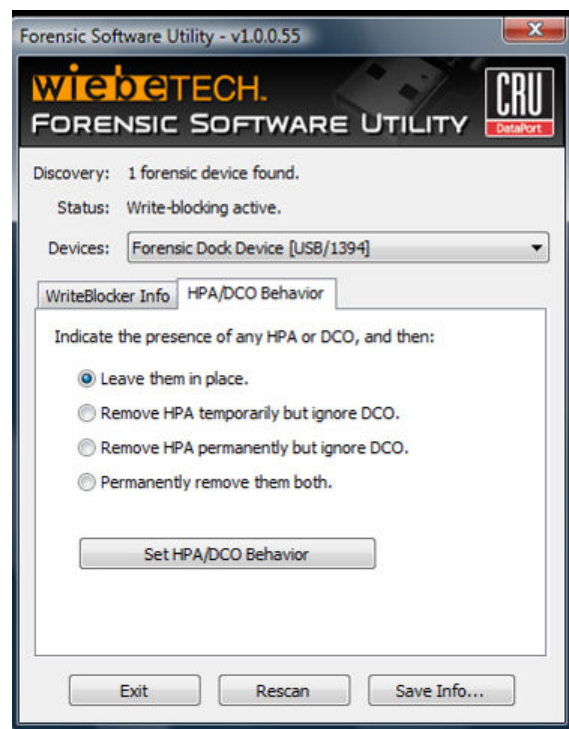 Forensic Software Utility - v1.0.0.55
WiebeTECH.
FORENSIC SOFTWARE UTILITY
CRU
DataPort
Discovery: 1 forensic device found.
Status: Write-blocking active.
Devices: Forensic Dock Device [USB/1394]
WriteBlocker Info HPA/DCO Behavior
Indicate the presence of any HPA or DCO, and then:
Leave them in place.
Remove HPA temporarily but ignore DCO.
Remove HPA permanently but ignore DCO.
Permanently remove them both.
Set HPA/DCO Behavior
Exit Rescan Save Info...